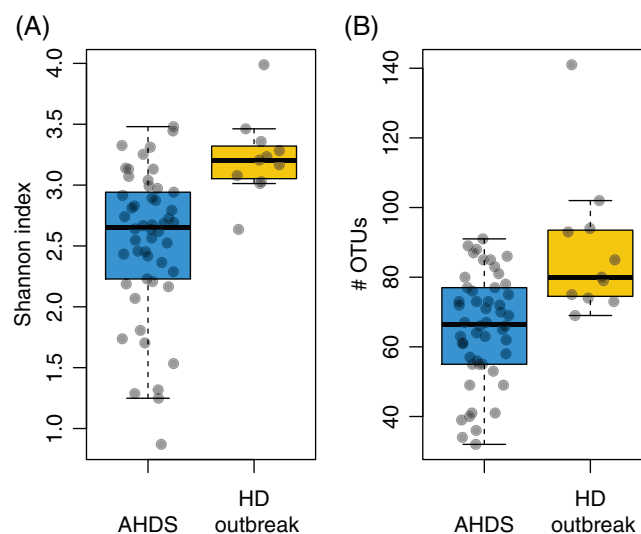 (A)
Shannon index
4.0
3.5
3.0
2.5
2.0
1.5
1.0
AHDS
HD
outbreak
(B)
# OTUs
140
120
100
80
60
40
AHDS
HD
outbreak